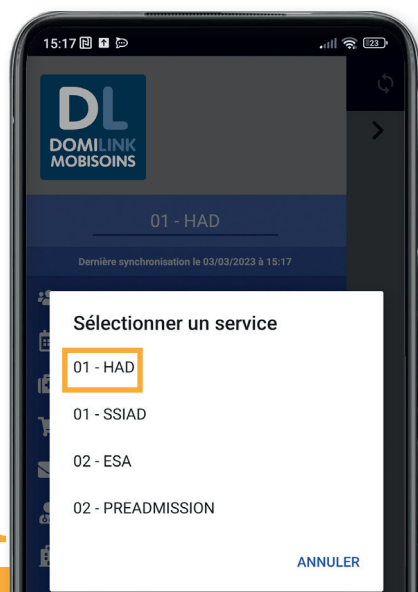 15:17
23
DL
DOMILINK
MOBISOINS
01 - HAD
Dernière synchronisation le 03/03/2023 à 15:17
Sélectionner un service
01 - HAD
01 - SSIAD
02 - ESA
02 - PREADMISSION
ANNULER